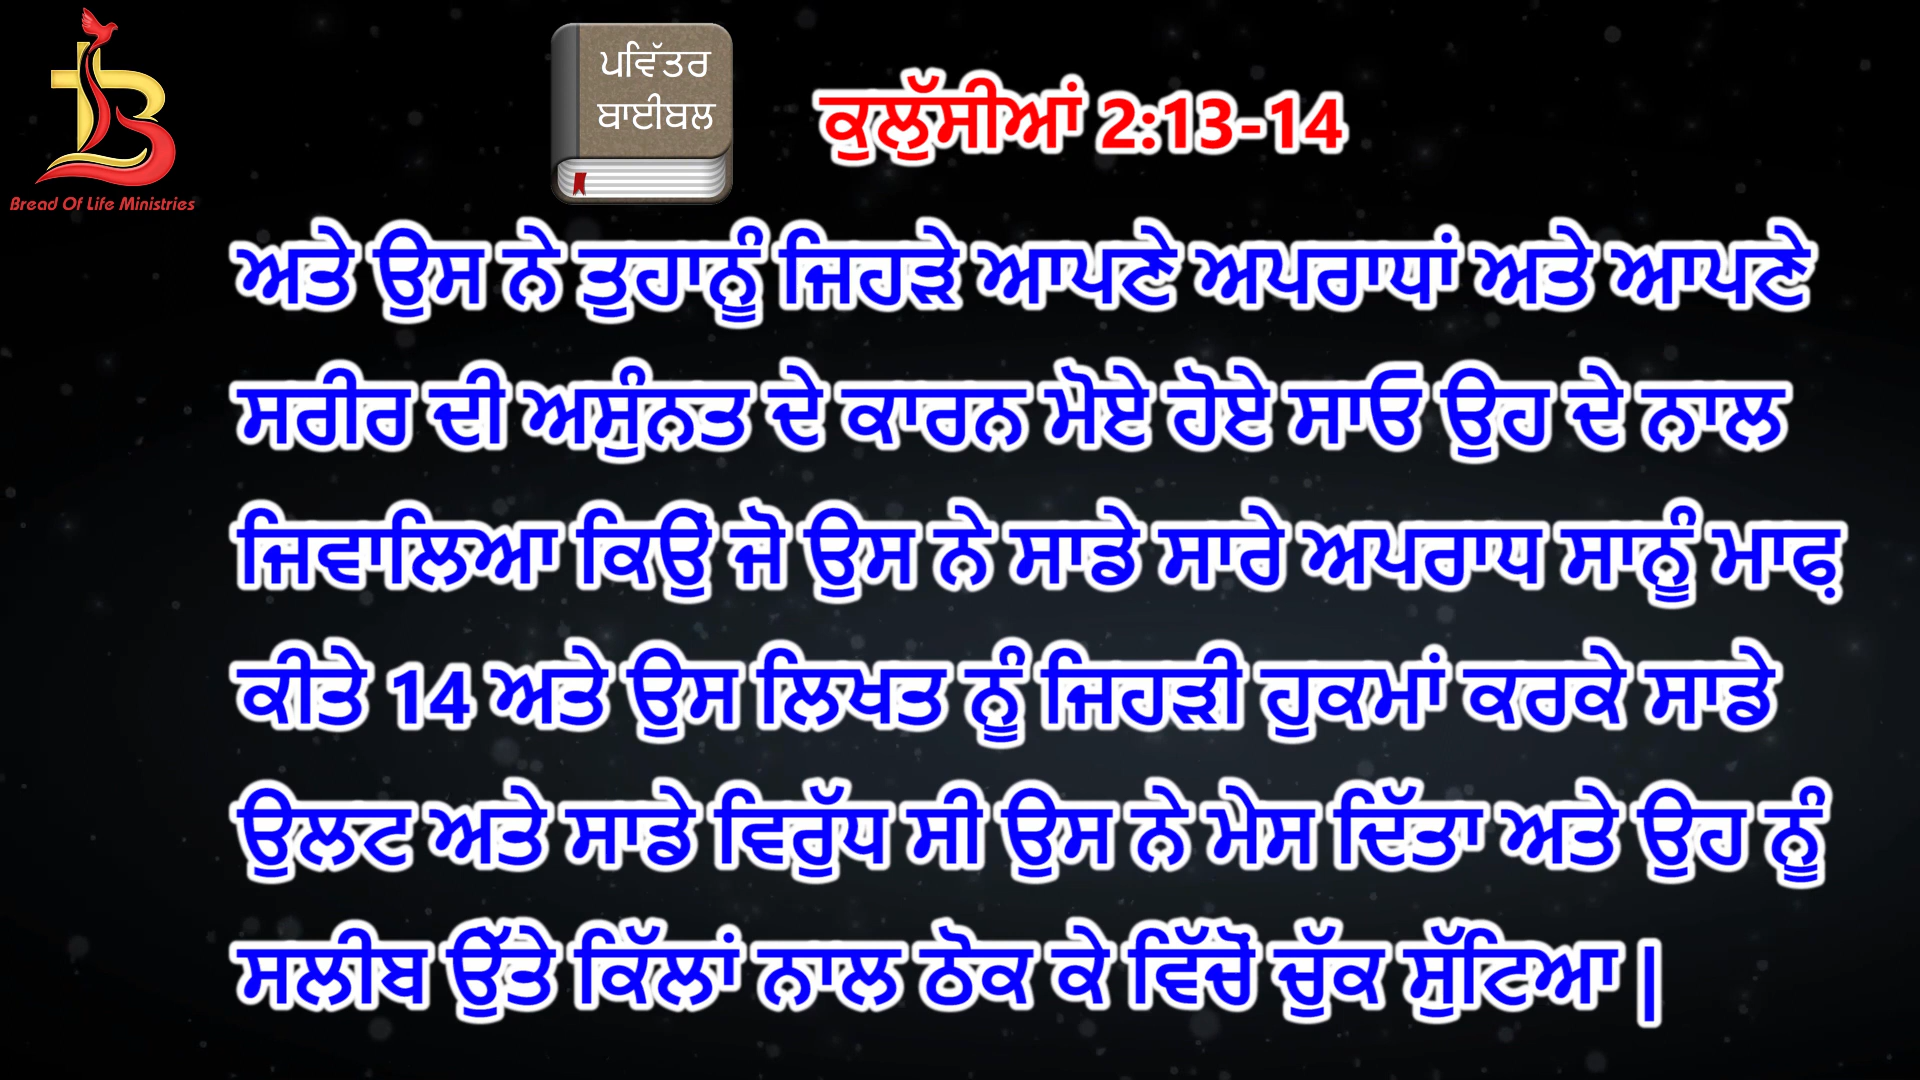 Bread Of Life Ministries
ਪਵਿੱਤਰ
ਬਾਈਬਲ
ਕੁਲੁੱਸੀਆਂ 2:13-14
ਅਤੇ ਉਸ ਨੇ ਤੁਹਾਨੂੰ ਜਿਹੜੇ ਆਪਣੇ ਅਪਰਾਧਾਂ ਅਤੇ ਆਪਣੇ
ਸਰੀਰ ਦੀ ਅਸੁੰਨਤ ਦੇ ਕਾਰਨ ਮੋਏ ਹੋਏ ਸਾਓ ਉਹ ਦੇ ਨਾਲ
ਜਿਵਾਲਿਆ ਕਿਉਂ ਜੋ ਉਸ ਨੇ ਸਾਡੇ ਸਾਰੇ ਅਪਰਾਧ ਸਾਨੂੰ ਮਾਫ਼
ਕੀਤੇ 14 ਅਤੇ ਉਸ ਲਿਖਤ ਨੂੰ ਜਿਹੜੀ ਹੁਕਮਾਂ ਕਰਕੇ ਸਾਡੇ
ਉਲਟ ਅਤੇ ਸਾਡੇ ਵਿਰੁੱਧ ਸੀ ਉਸ ਨੇ ਮੇਸ ਦਿੱਤਾ ਅਤੇ ਉਹ ਨੂੰ
ਸਲੀਬ ਉੱਤੇ ਕਿੱਲਾਂ ਨਾਲ ਠੋਕ ਕੇ ਵਿੱਚੋਂ ਚੁੱਕ ਸੁੱਟਿਆ |